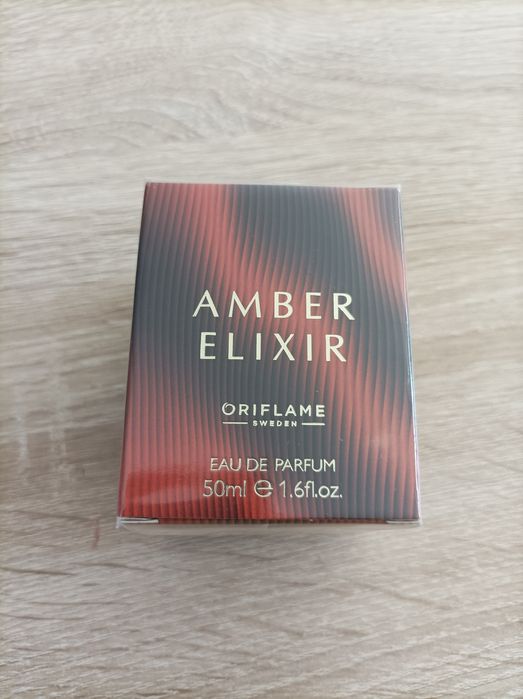 AMBER
ELIXIR
ORIFLAME
SWEDEN
EAU DE PARFUM
50ml ℮ 1.6fl.oz.